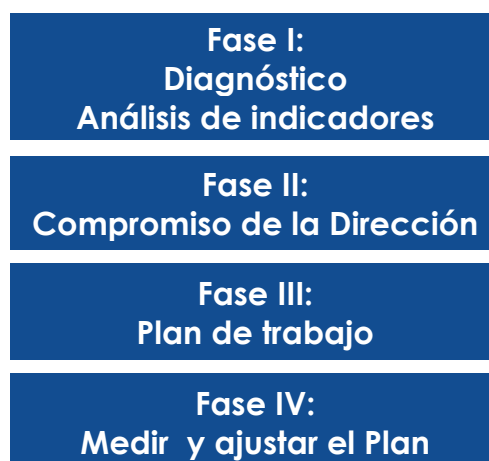 Fase I:
Diagnóstico
Análisis de indicadores
Fase II:
Compromiso de la Dirección
Fase III:
Plan de trabajo
Fase IV:
Medir y ajustar el Plan